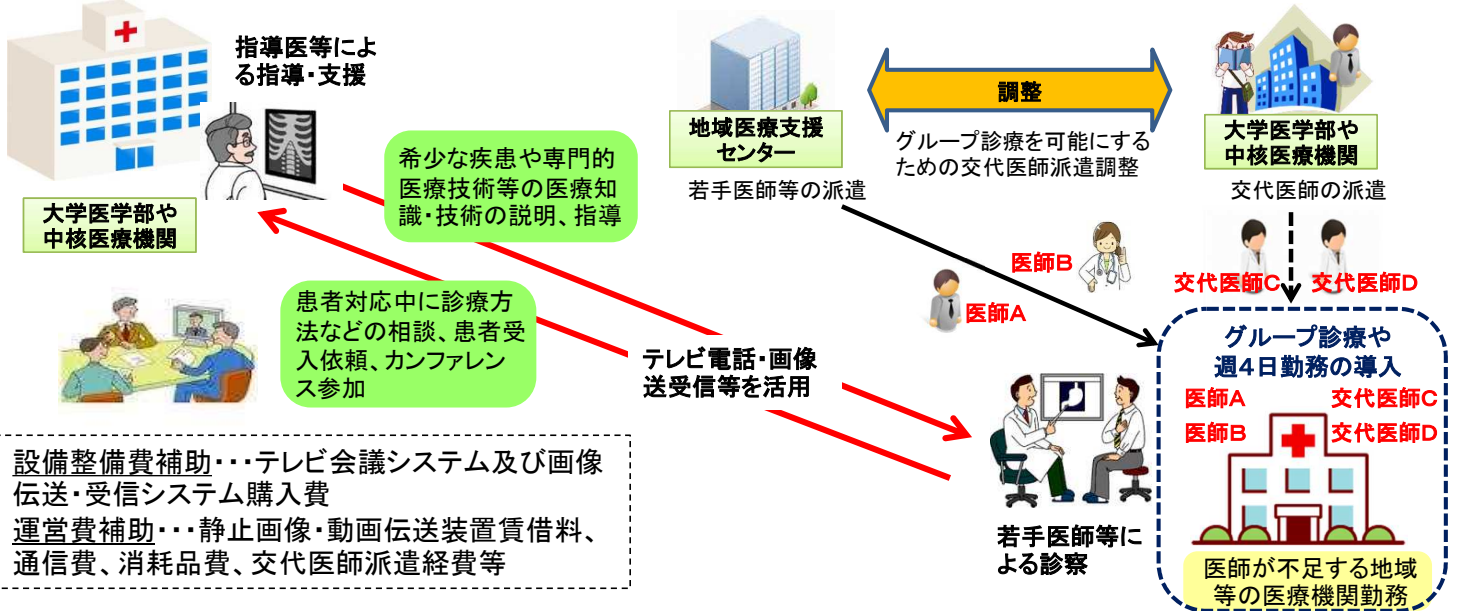 指導医等によ
る指導・支援
大学医学部や
中核医療機関
希少な疾患や専門的
医療技術等の医療知
識・技術の説明、指導
患者対応中に診療方
法などの相談、患者受
入依頼、カンファレン
ス参加
テレビ電話・画像
送受信等を活用
設備整備費補助・・・テレビ会議システム及び画像
伝送・受信システム購入費
運営費補助・・・静止画像・動画伝送装置賃借料、
通信費、消耗品費、交代医師派遣経費等
地域医療支援
センター
若手医師等の派遣
調整
グループ診療を可能にする
ための交代医師派遣調整
大学医学部や
中核医療機関
交代医師の派遣
医師B
医師A
交代医師C
交代医師D
グループ診療や
週4日勤務の導入
医師A
交代医師C
医師B
交代医師D
若手医師等に
よる診察
医師が不足する地域
等の医療機関勤務